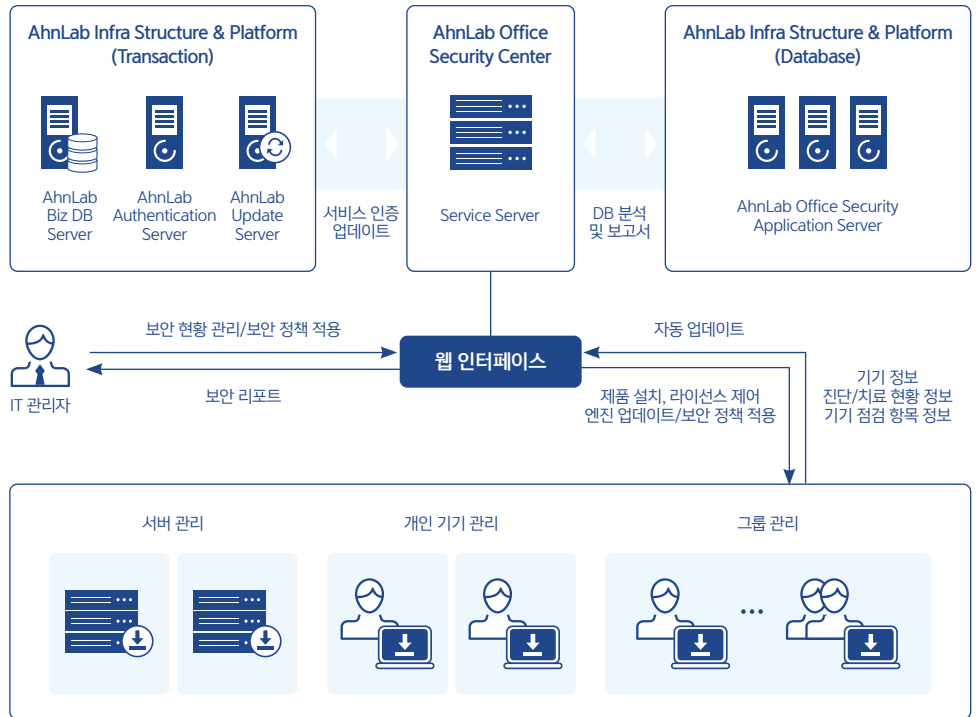 AhnLab Infra Structure & Platform
(Transaction)
AhnLab
Biz DB
Server
AhnLab
Authentication
Server
AhnLab
Update
Server
서비스 인증
업데이트
AhnLab Office
Security Center
Service Server
DB 분석
및 보고서
AhnLab Infra Structure & Platform
(Database)
AhnLab Office Security
Application Server
IT 관리자
보안 현황 관리/보안 정책 적용
보안 리포트
웹 인터페이스
자동 업데이트
제품 설치, 라이선스 제어
엔진 업데이트/보안 정책 적용
기기 정보
진단/치료 현황 정보
기기 점검 항목 정보
서버 관리
개인 기기 관리
그룹 관리